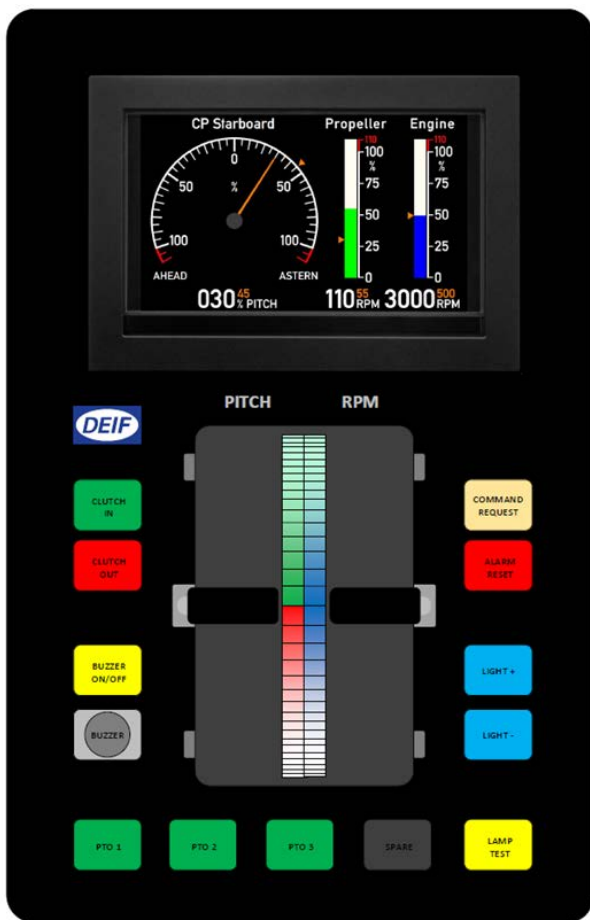 CP Starboard Propeller Engine
0
50 % 50
100 100
AHEAD ASTERN
110
100
%
75
50
25
0
110
100
%
75
50
25
0
030 45 % PITCH
110 55 RPM
3000 500 RPM
PITCH RPM
DEIF
CLUTCH
IN
COMMAND
REQUEST
CLUTCH
OUT
ALARM
RESET
BUZZER
ON/OFF
LIGHT +
BUZZER
LIGHT -
PTO 1
PTO 2
PTO 3
SPARE
LAMP
TEST